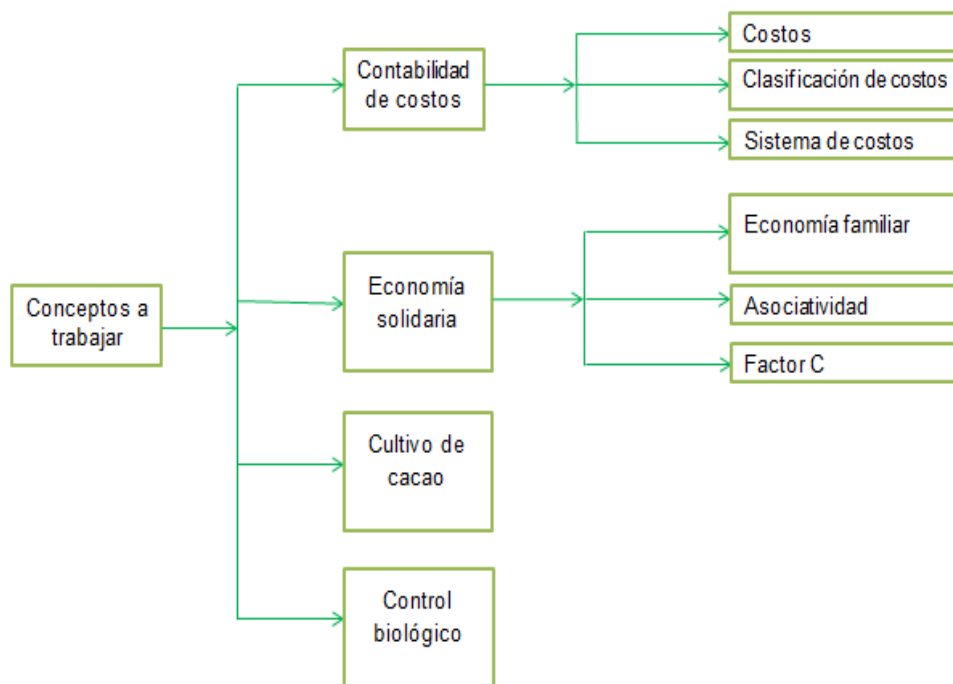 Conceptos a
trabajar
Contabilidad
de costos
Costos
Clasificación de costos
Sistema de costos
Economía
solidaria
Economía familiar
Asociatividad
Factor C
Cultivo de
cacao
Control
biológico